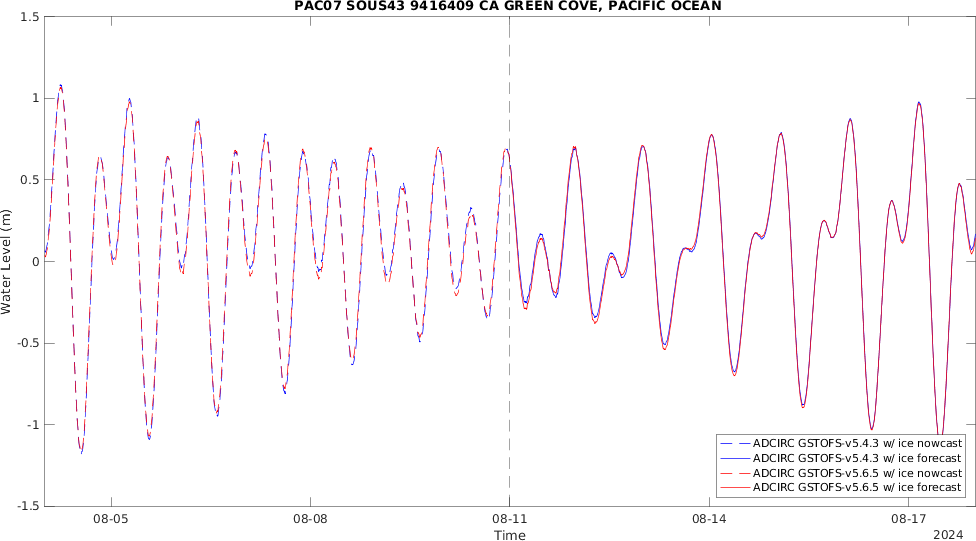 PAC07 SOUS43 9416409 CA GREEN COVE, PACIFIC OCEAN
1.5
1
0.5
0
-0.5
-1
-1.5
Water Level (m)
08-05
08-08
08-11
08-14
08-17
Time
2024
ADCIRC GSTOFS-v5.4.3 w/ ice nowcast
ADCIRC GSTOFS-v5.4.3 w/ ice forecast
ADCIRC GSTOFS-v5.6.5 w/ ice nowcast
ADCIRC GSTOFS-v5.6.5 w/ ice forecast